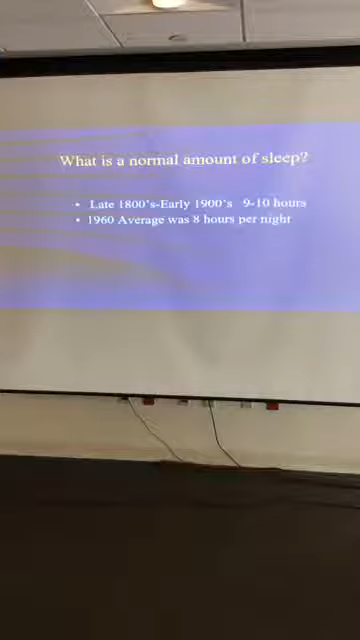 What is a normal amount of sleep?
• Late 1800's-Early 1900's 9-10 hours
• 1960 Average was 8 hours per night